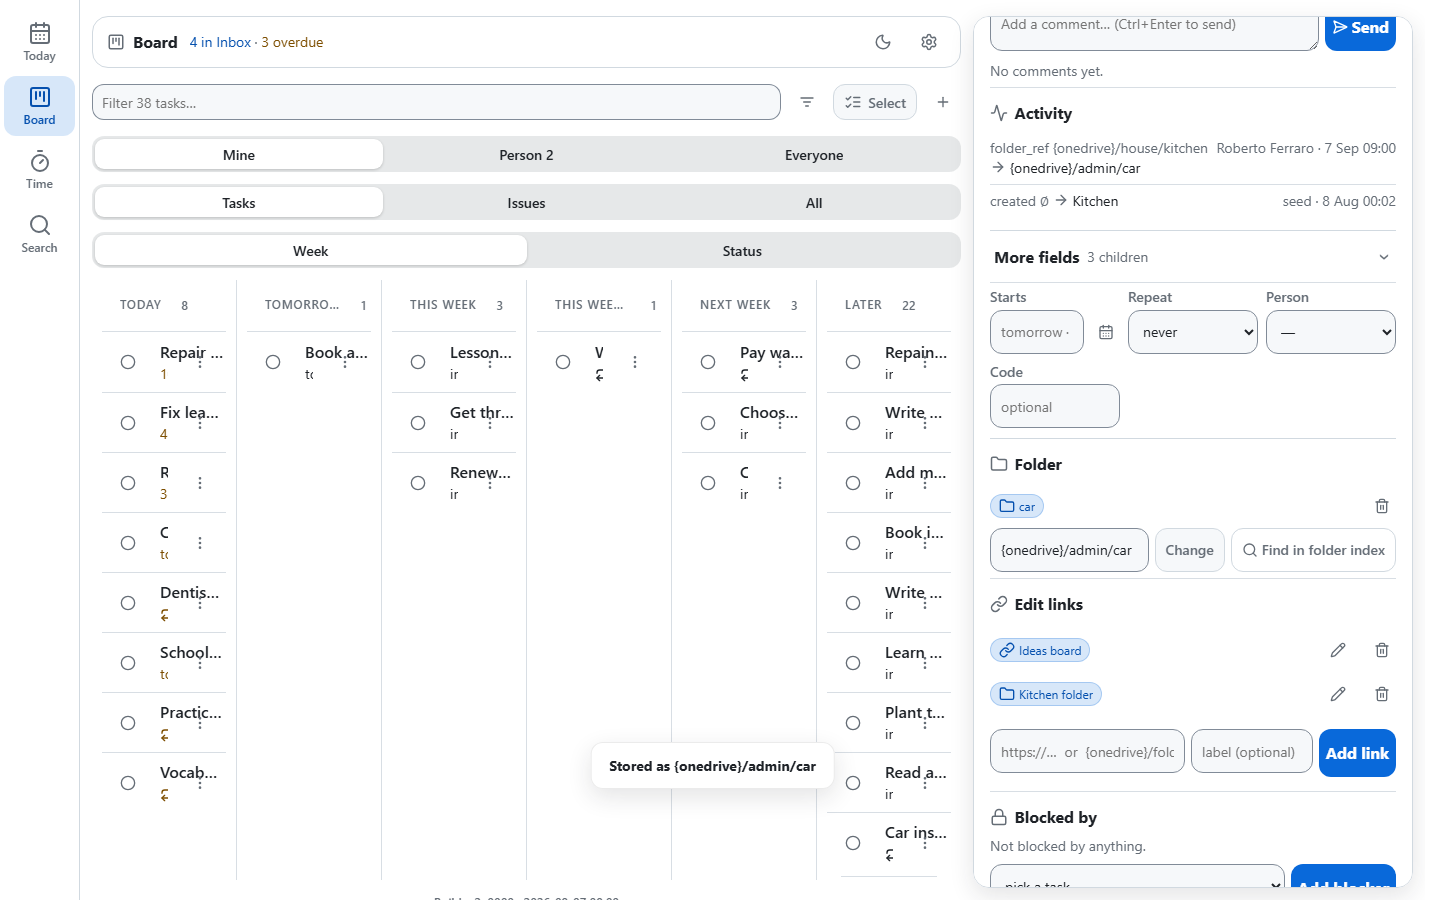 Today
Board
Time
Search
Board 4 in Inbox · 3 overdue
Filter 38 tasks...
Select
Mine Person 2 Everyone
Tasks Issues All
Week Status
TODAY 8
Repair ...
1
Fix lea...
4
R
3
C
Dentis...
School...
Practic...
Vocab...
TOMORRO... 1
Book a...
THIS WEEK 3
Lesson...
Get thr...
Renew...
THIS WEE... 1
NEXT WEEK 3
Pay wa...
Choos...
C
LATER 22
Repain...
Write ...
Add m...
Book i...
Write ...
Learn ...
Plant t...
Read a...
Car ins...
Stored as {onedrive}/admin/car
Add a comment... (Ctrl+Enter to send)
Send
No comments yet.
Activity
folder_ref {onedrive}/house/kitchen Roberto Ferraro · 7 Sep 09:00
→ {onedrive}/admin/car
created ∅ → Kitchen seed · 8 Aug 00:02
More fields 3 children
Starts Repeat Person
tomorrow · never —
Code
optional
Folder
car
{onedrive}/admin/car Change Find in folder index
Edit links
Ideas board
Kitchen folder
https://... or {onedrive}/folc label (optional) Add link
Blocked by
Not blocked by anything.
pick a task
Add blocker